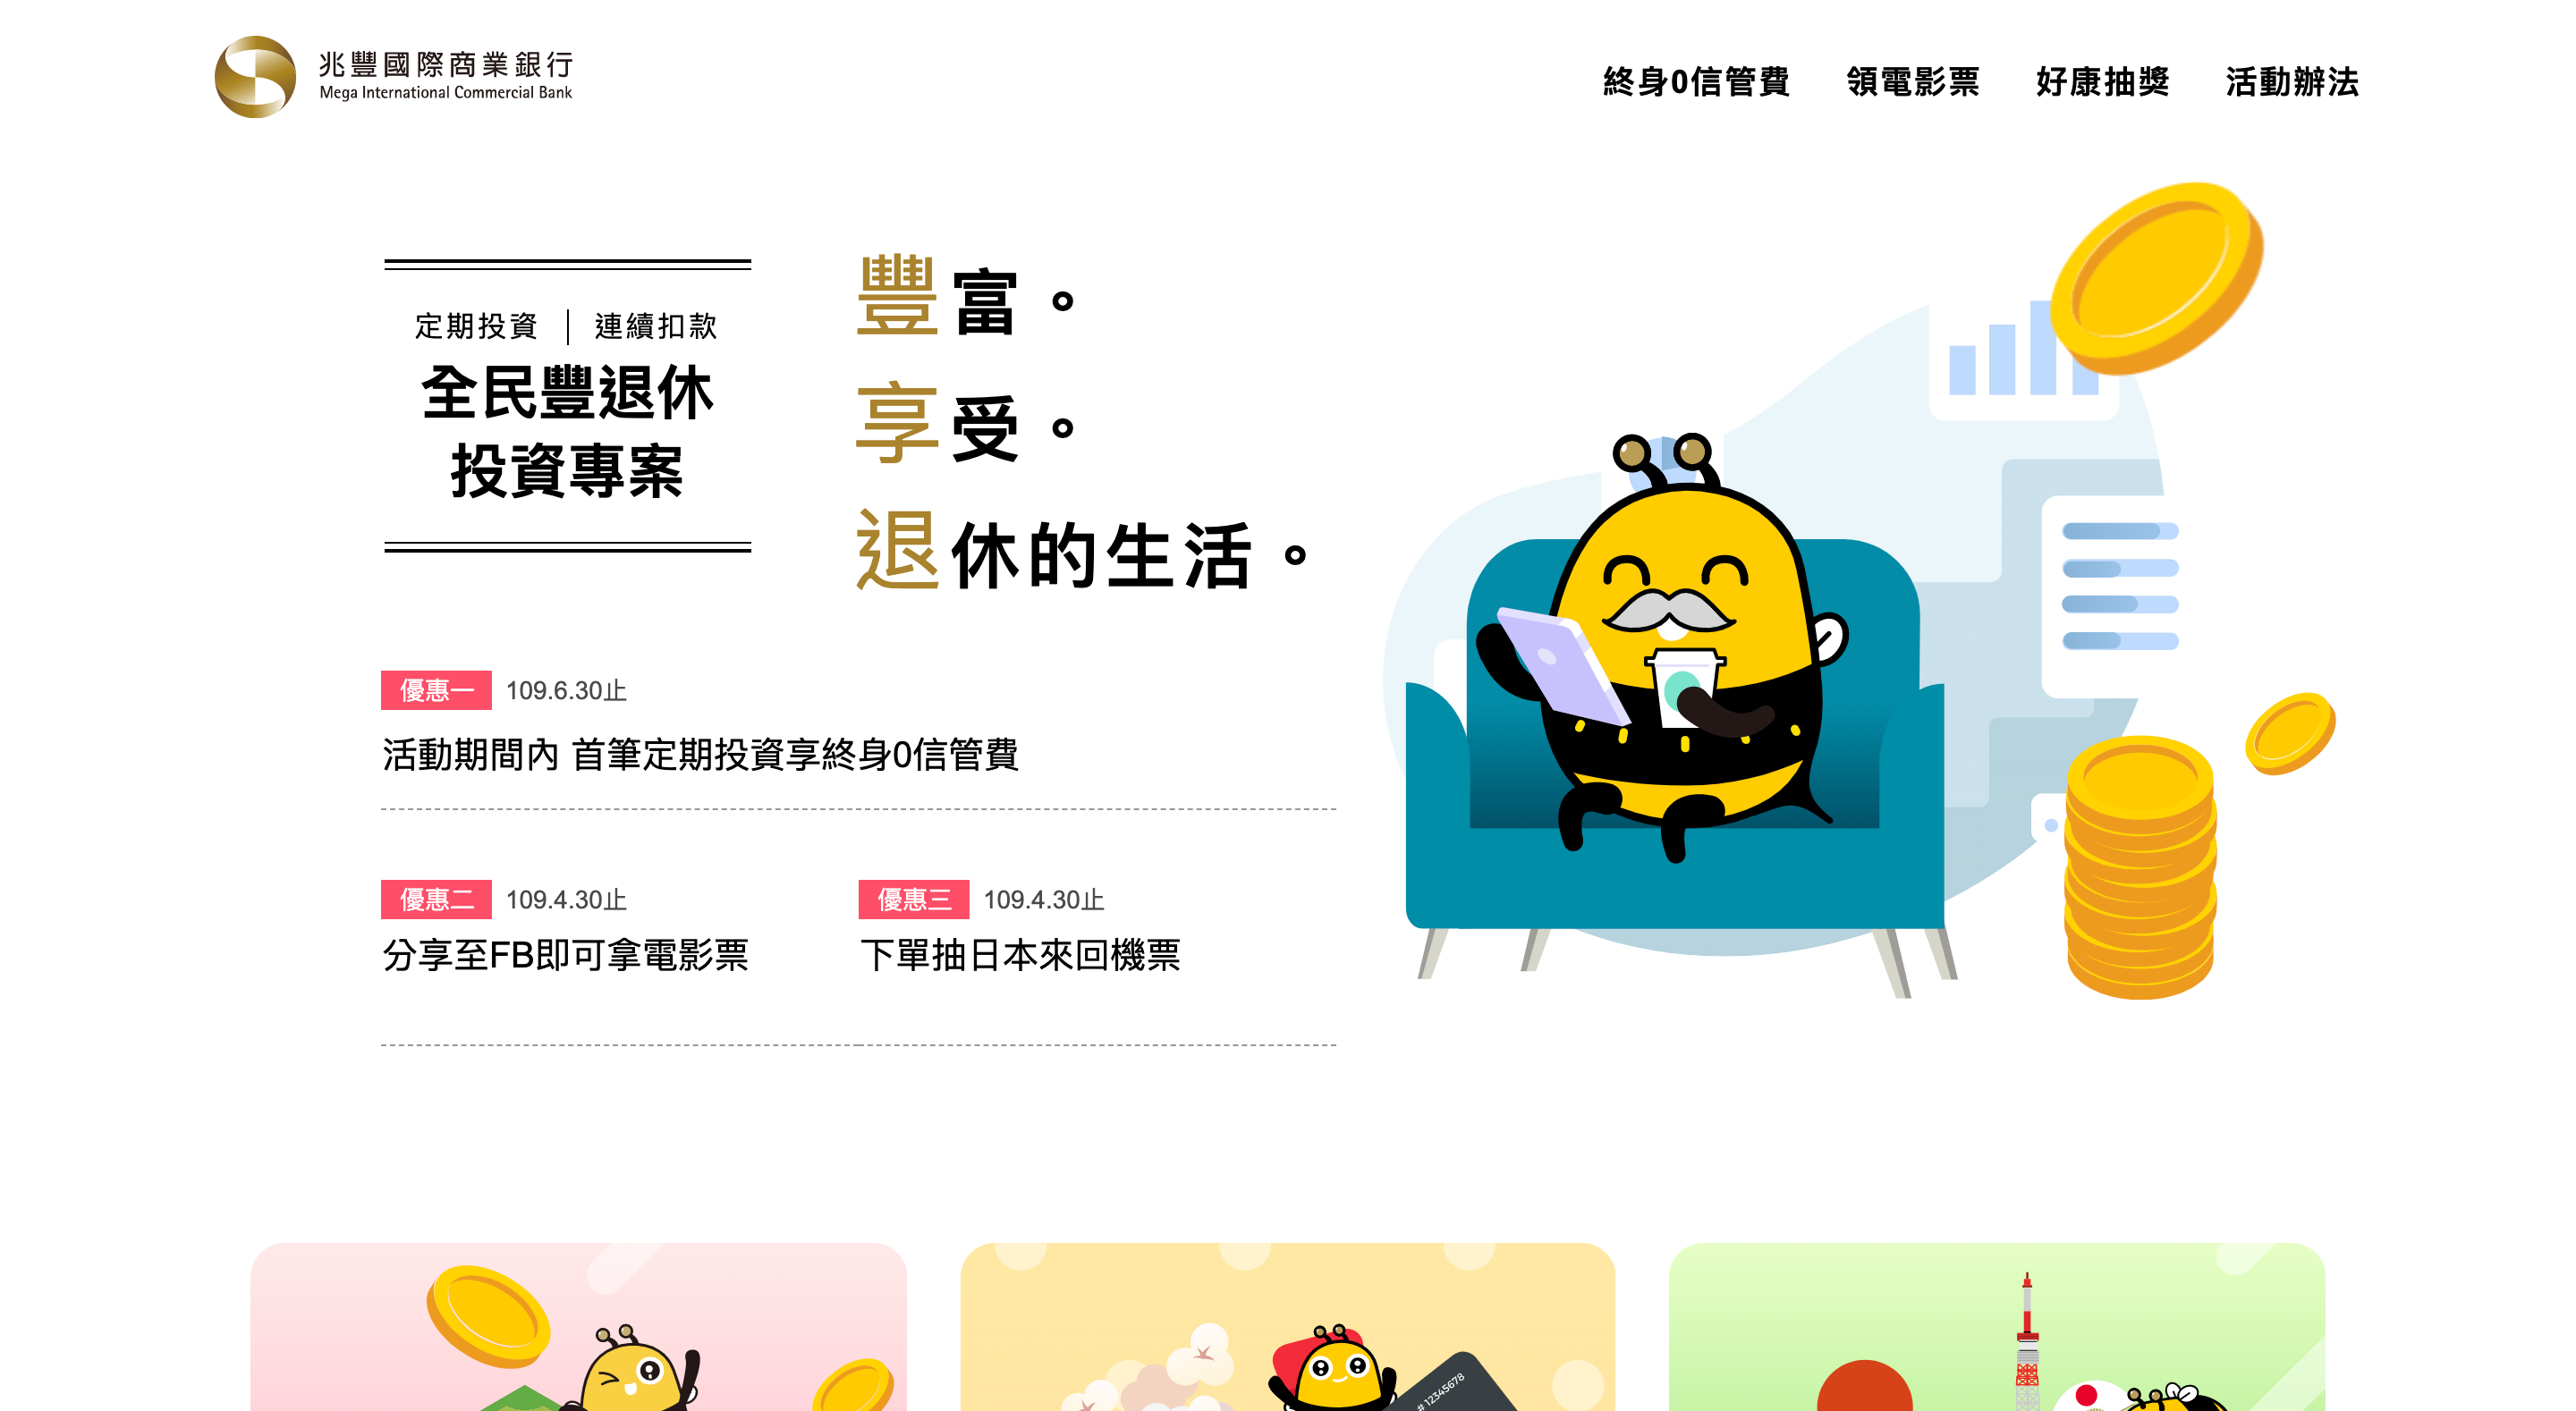 兆豐國際商業銀行
Mega International Commercial Bank
終身0信管費
領電影票
好康抽獎
活動辦法
定期投資｜連續扣款
全民豐退休
投資專案
豐富。
享受。
退休的生活。
優惠一 109.6.30止
活動期間內 首筆定期投資享終身0信管費
優惠二 109.4.30止
分享至FB即可拿電影票
優惠三 109.4.30止
下單抽日本來回機票
# 12345678